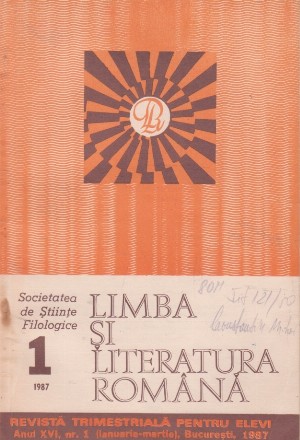 Societatea
de Științe
Filologice
1
1987
LIMBA
ȘI
LITERATURA
ROMÂNĂ
REVISTĂ TRIMESTRIALĂ PENTRU ELEVI
Anul XVI, nr. 1 (ianuarie-martie), București, 1987